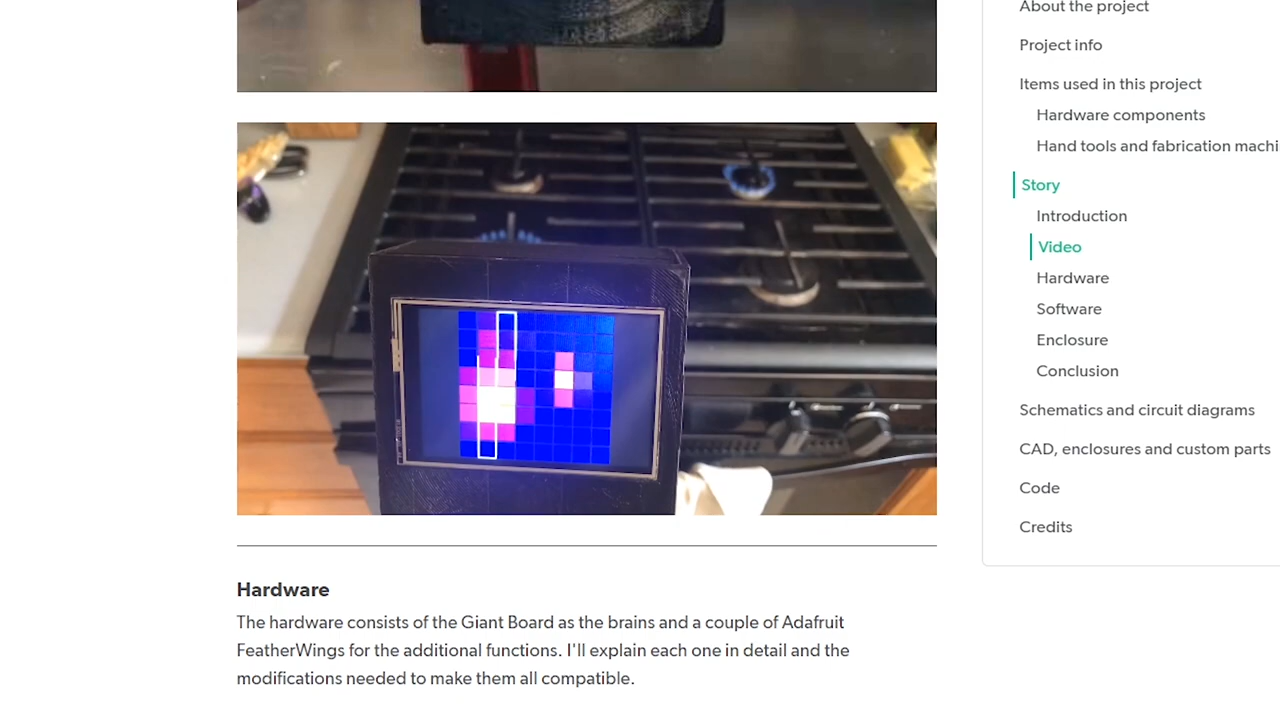 About the project
Project info
Items used in this project
Hardware components
Hand tools and fabrication machi
Story
Introduction
Video
Hardware
Software
Enclosure
Conclusion
Schematics and circuit diagrams
CAD, enclosures and custom parts
Code
Credits
Hardware
The hardware consists of the Giant Board as the brains and a couple of Adafruit
FeatherWings for the additional functions. I'll explain each one in detail and the
modifications needed to make them all compatible.